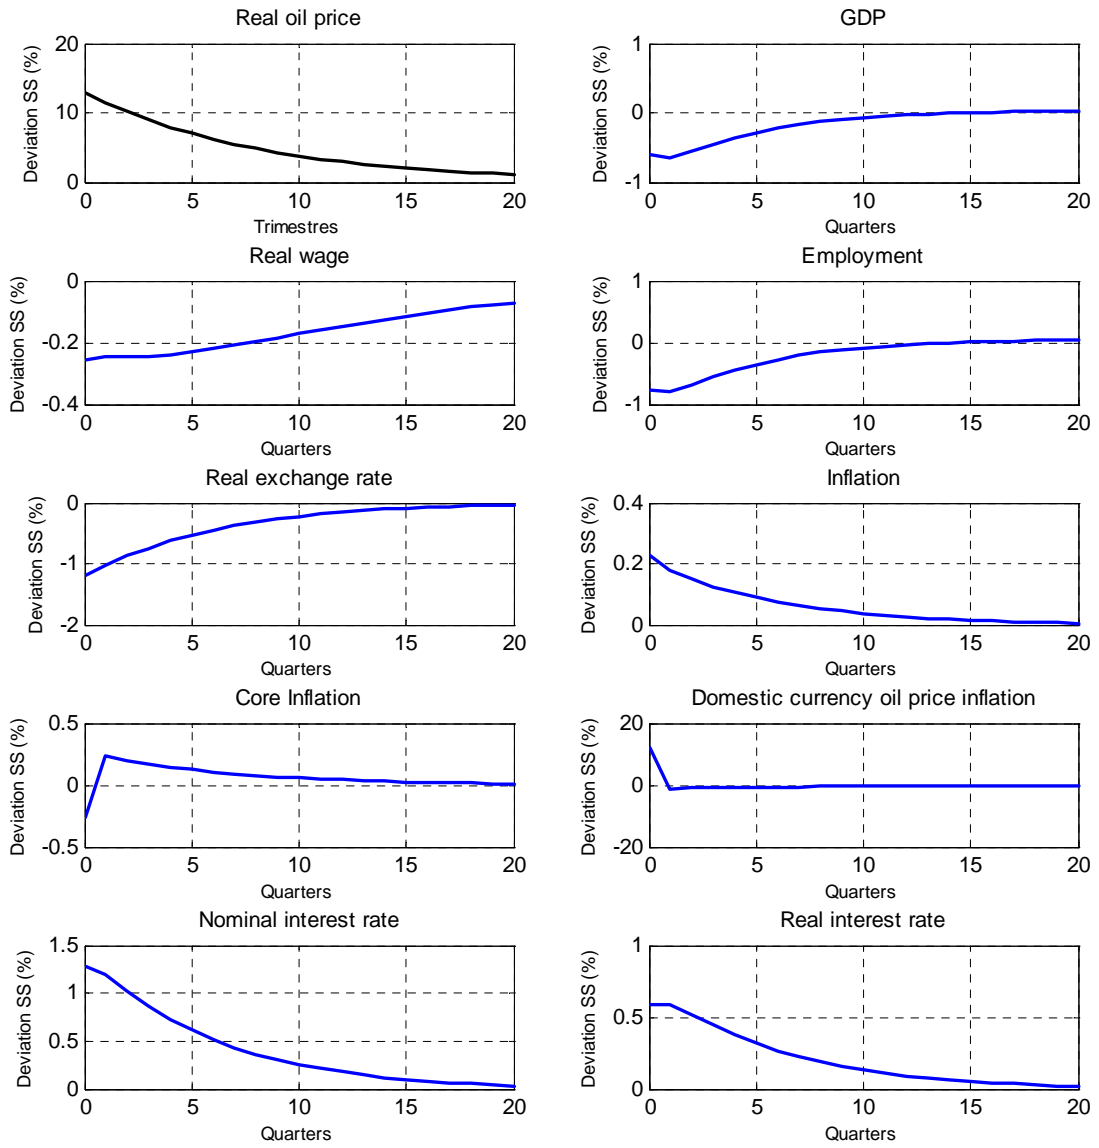 Real oil price
20
10
0
0 5 10 15 20
Deviation SS (%)
Trimestres
GDP
1
0
-1
0 5 10 15 20
Deviation SS (%)
Quarters
Real wage
0
-0.2
-0.4
0 5 10 15 20
Deviation SS (%)
Quarters
Employment
1
0
-1
0 5 10 15 20
Deviation SS (%)
Quarters
Real exchange rate
0
-1
-2
0 5 10 15 20
Deviation SS (%)
Quarters
Inflation
0.4
0.2
0
0 5 10 15 20
Deviation SS (%)
Quarters
Core Inflation
0.5
0
-0.5
0 5 10 15 20
Deviation SS (%)
Quarters
Domestic currency oil price inflation
20
0
-20
0 5 10 15 20
Deviation SS (%)
Quarters
Nominal interest rate
1.5
1
0.5
0
0 5 10 15 20
Deviation SS (%)
Quarters
Real interest rate
1
0.5
0
0 5 10 15 20
Deviation SS (%)
Quarters